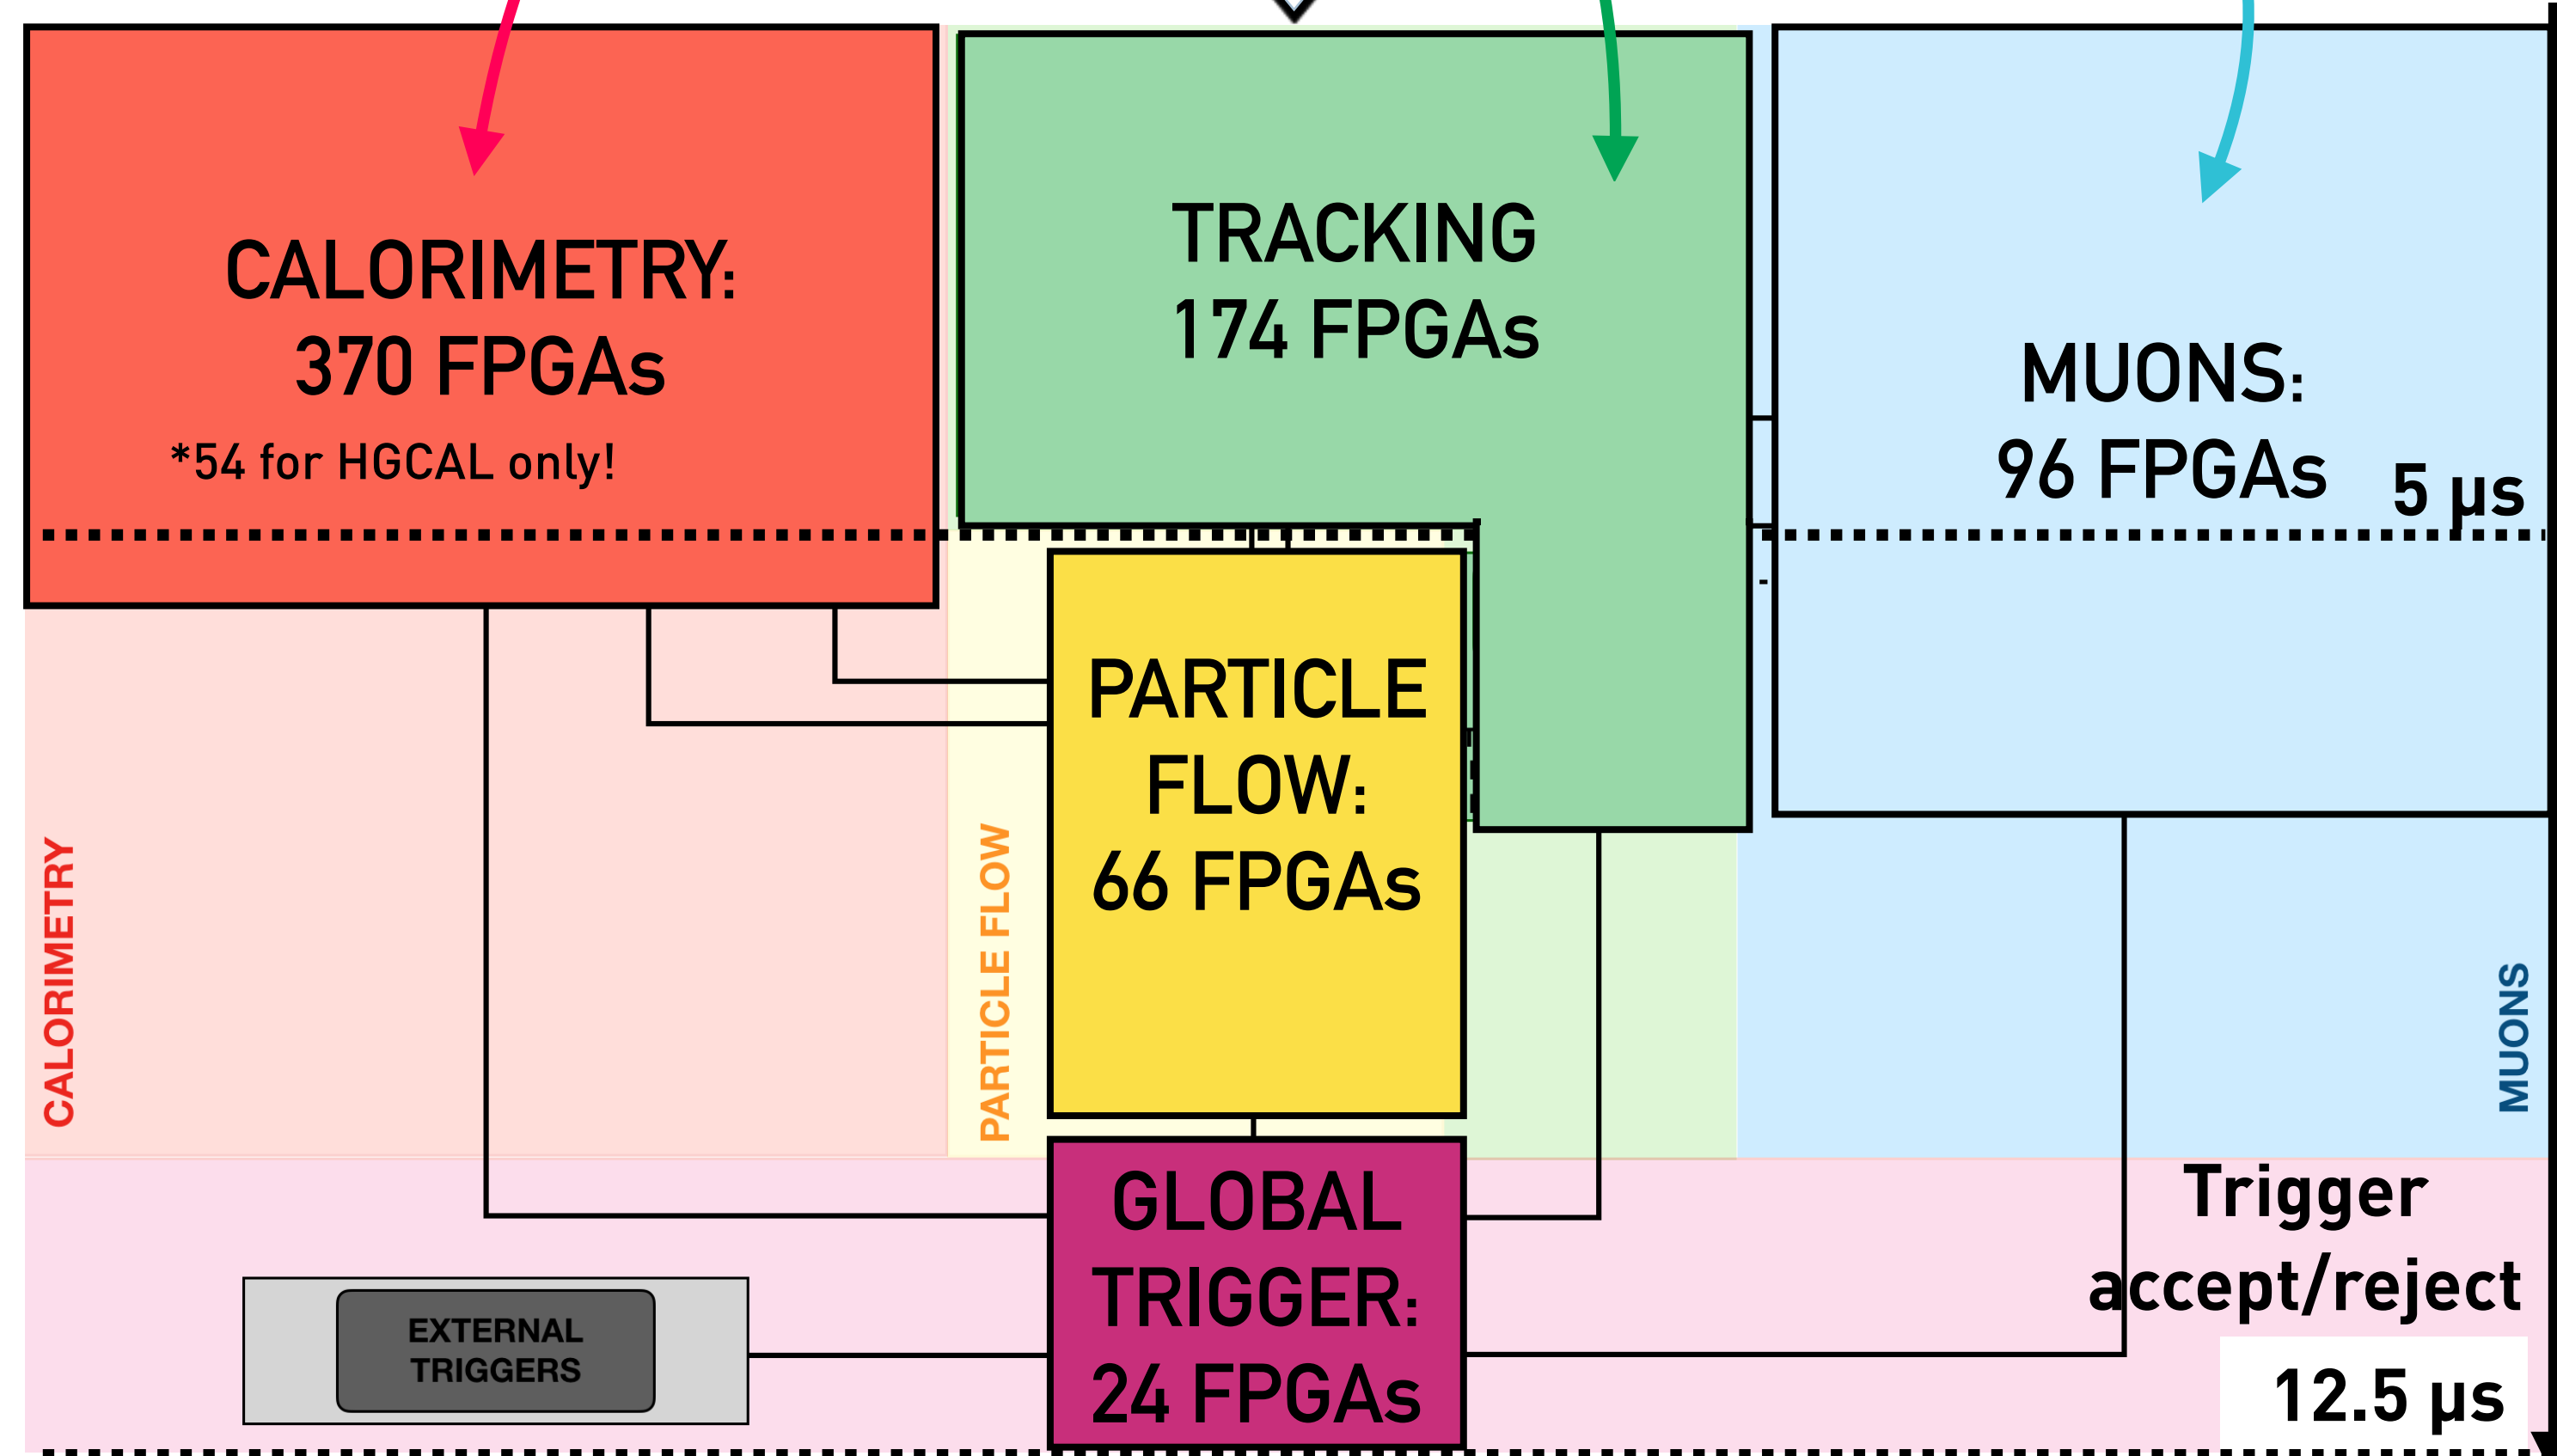 CALORIMETRY:
370 FPGAs
*54 for HGCAL only!
TRACKING
174 FPGAs
MUONS:
96 FPGAs
5 µs
PARTICLE
FLOW:
66 FPGAs
CALORIMETRY
PARTICLE FLOW
MUONS
GLOBAL
TRIGGER:
24 FPGAs
EXTERNAL
TRIGGERS
Trigger
accept/reject
12.5 µs